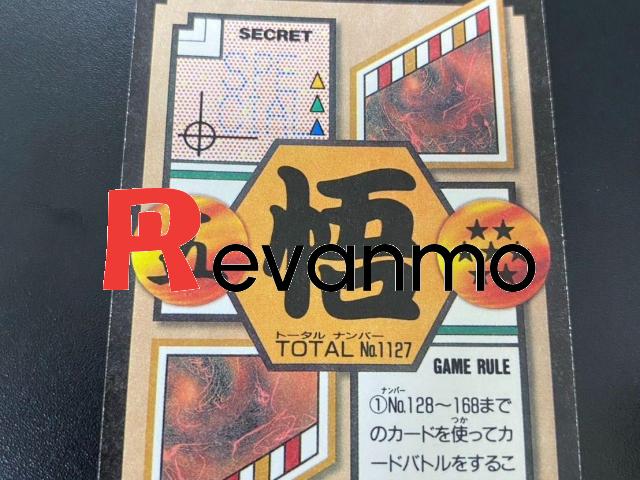 SECRET
悟
Revanmo
トータル ナンバー
TOTAL No.1127
GAME RULE
ナンバー
①No.128〜168まで
つか
のカードを使ってカ
ードバトルをするこ